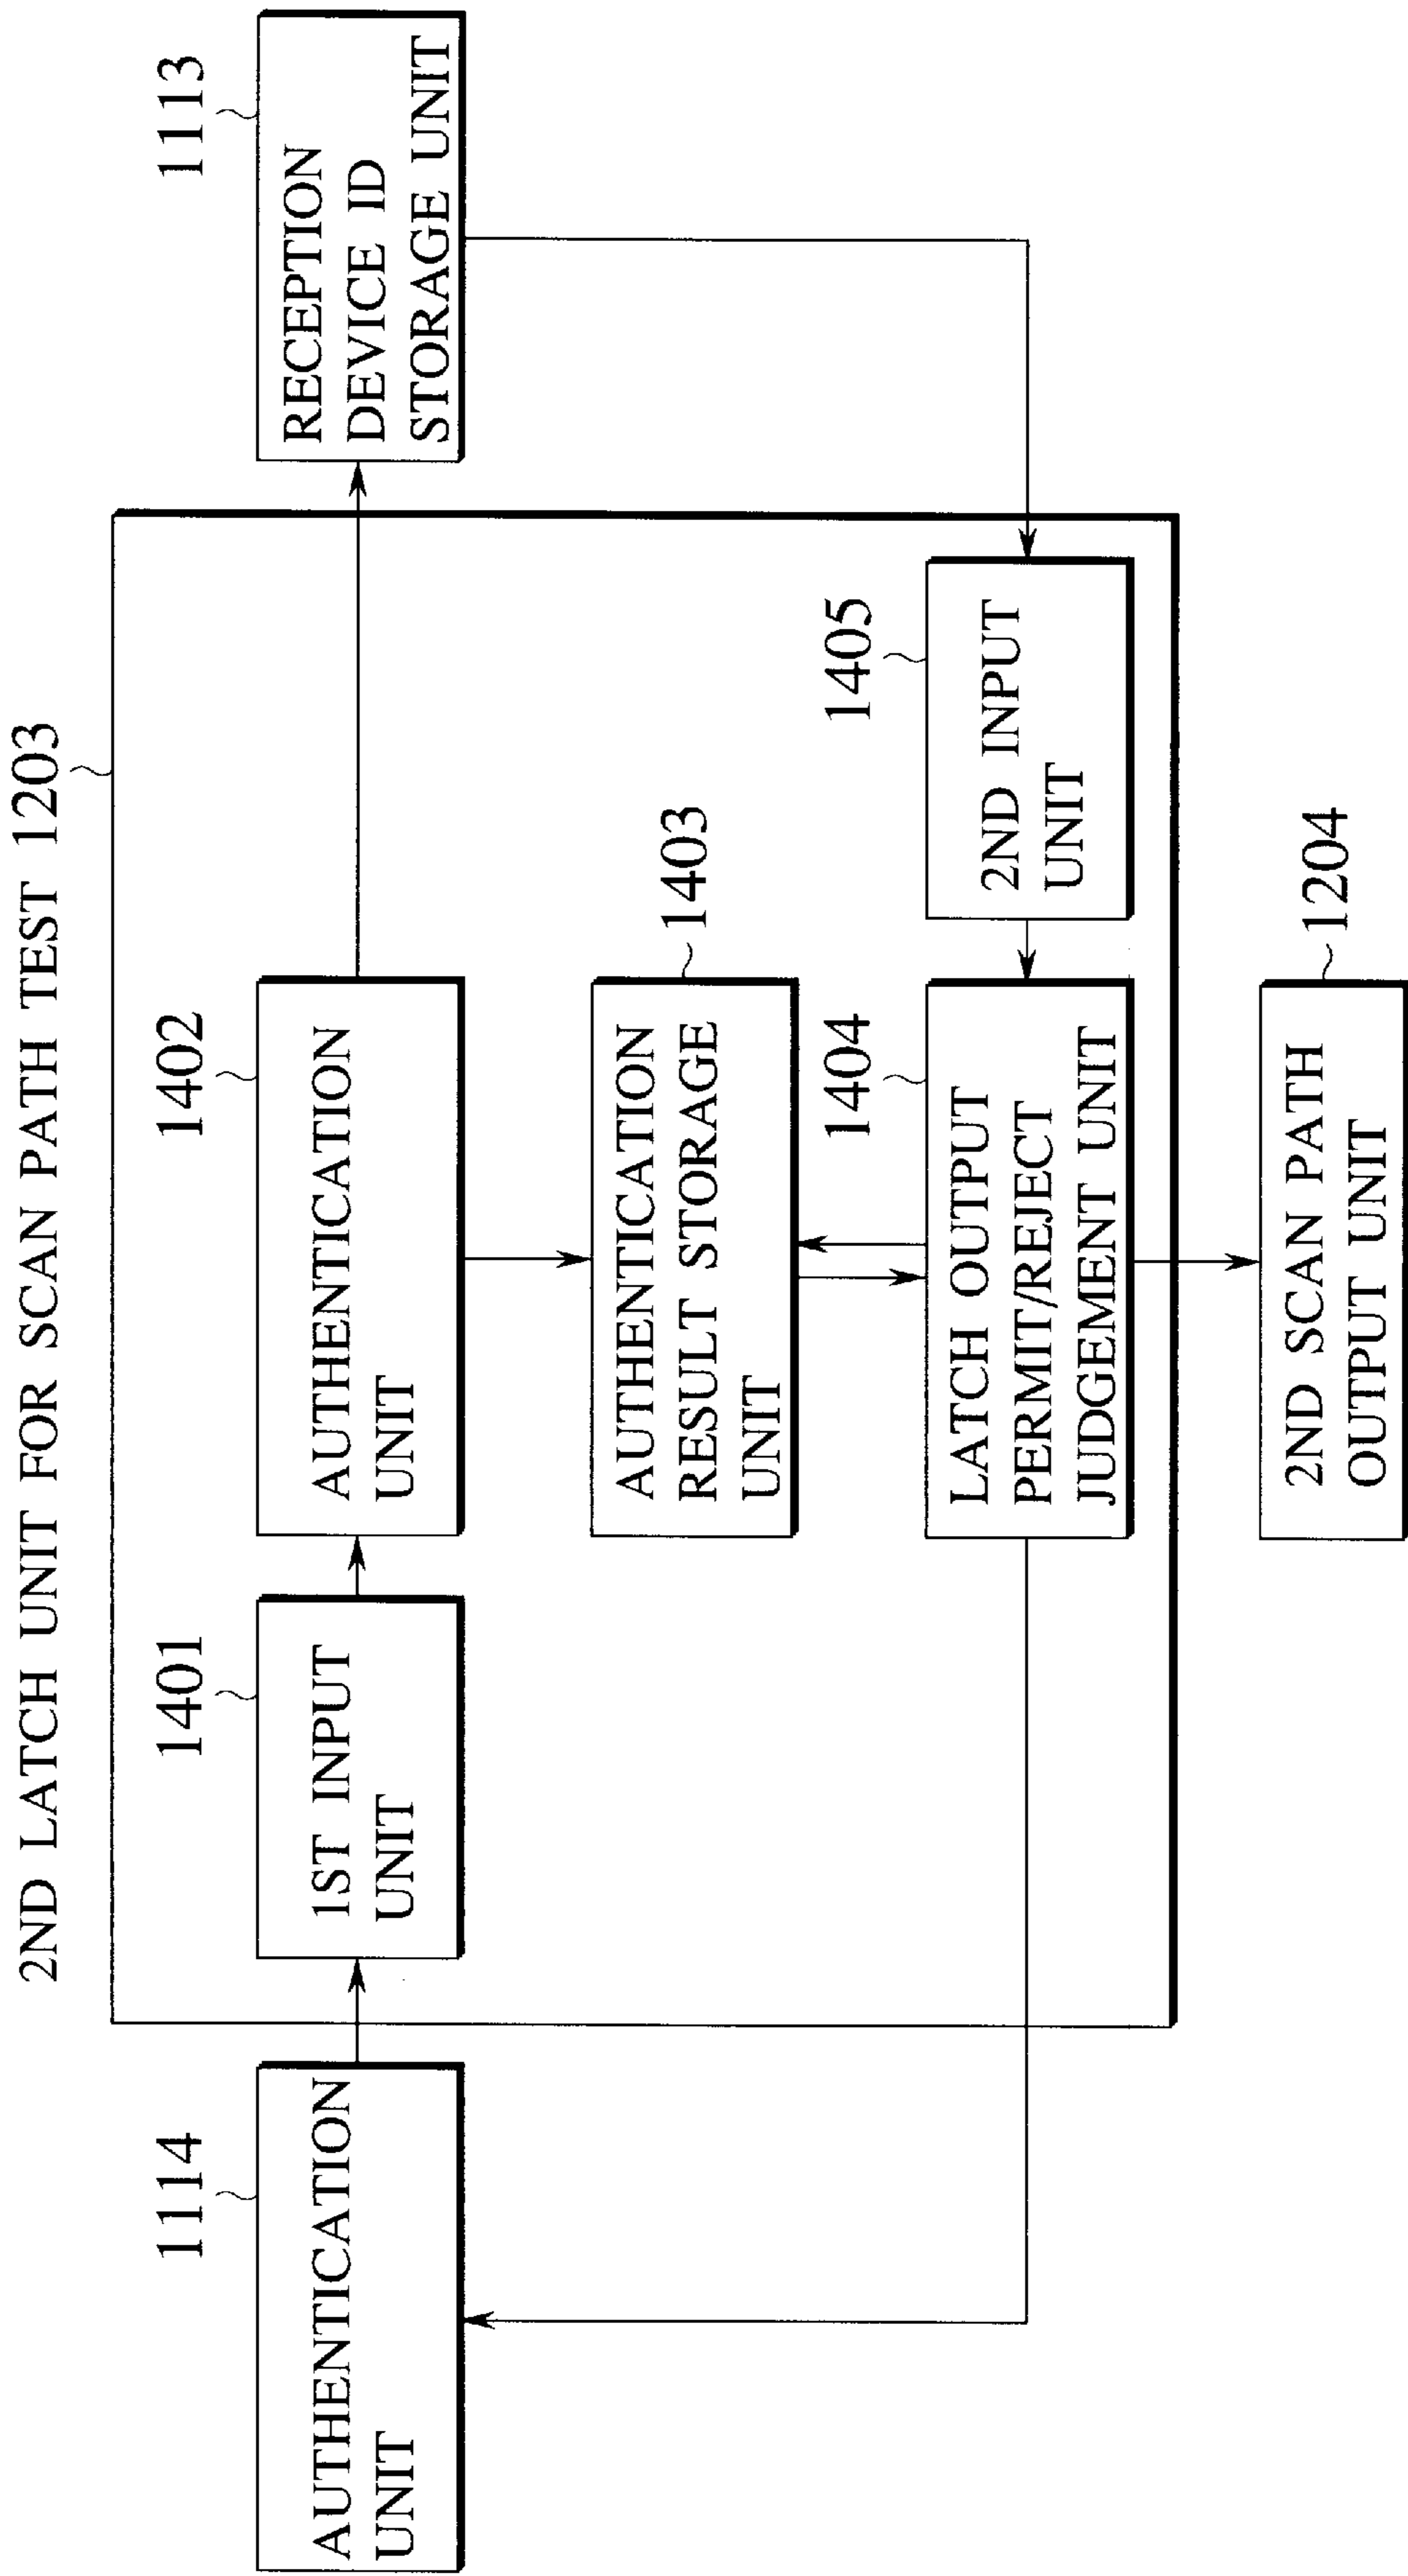 2ND LATCH UNIT FOR SCAN PATH TEST 1203
1114
AUTHENTICATION
UNIT
1401
1ST INPUT
UNIT
1402
AUTHENTICATION
UNIT
1113
RECEPTION
DEVICE ID
STORAGE UNIT
1403
AUTHENTICATION
RESULT STORAGE
UNIT
1404
LATCH OUTPUT
PERMIT/REJECT
JUDGEMENT UNIT
1405
2ND INPUT
UNIT
1204
2ND SCAN PATH
OUTPUT UNIT